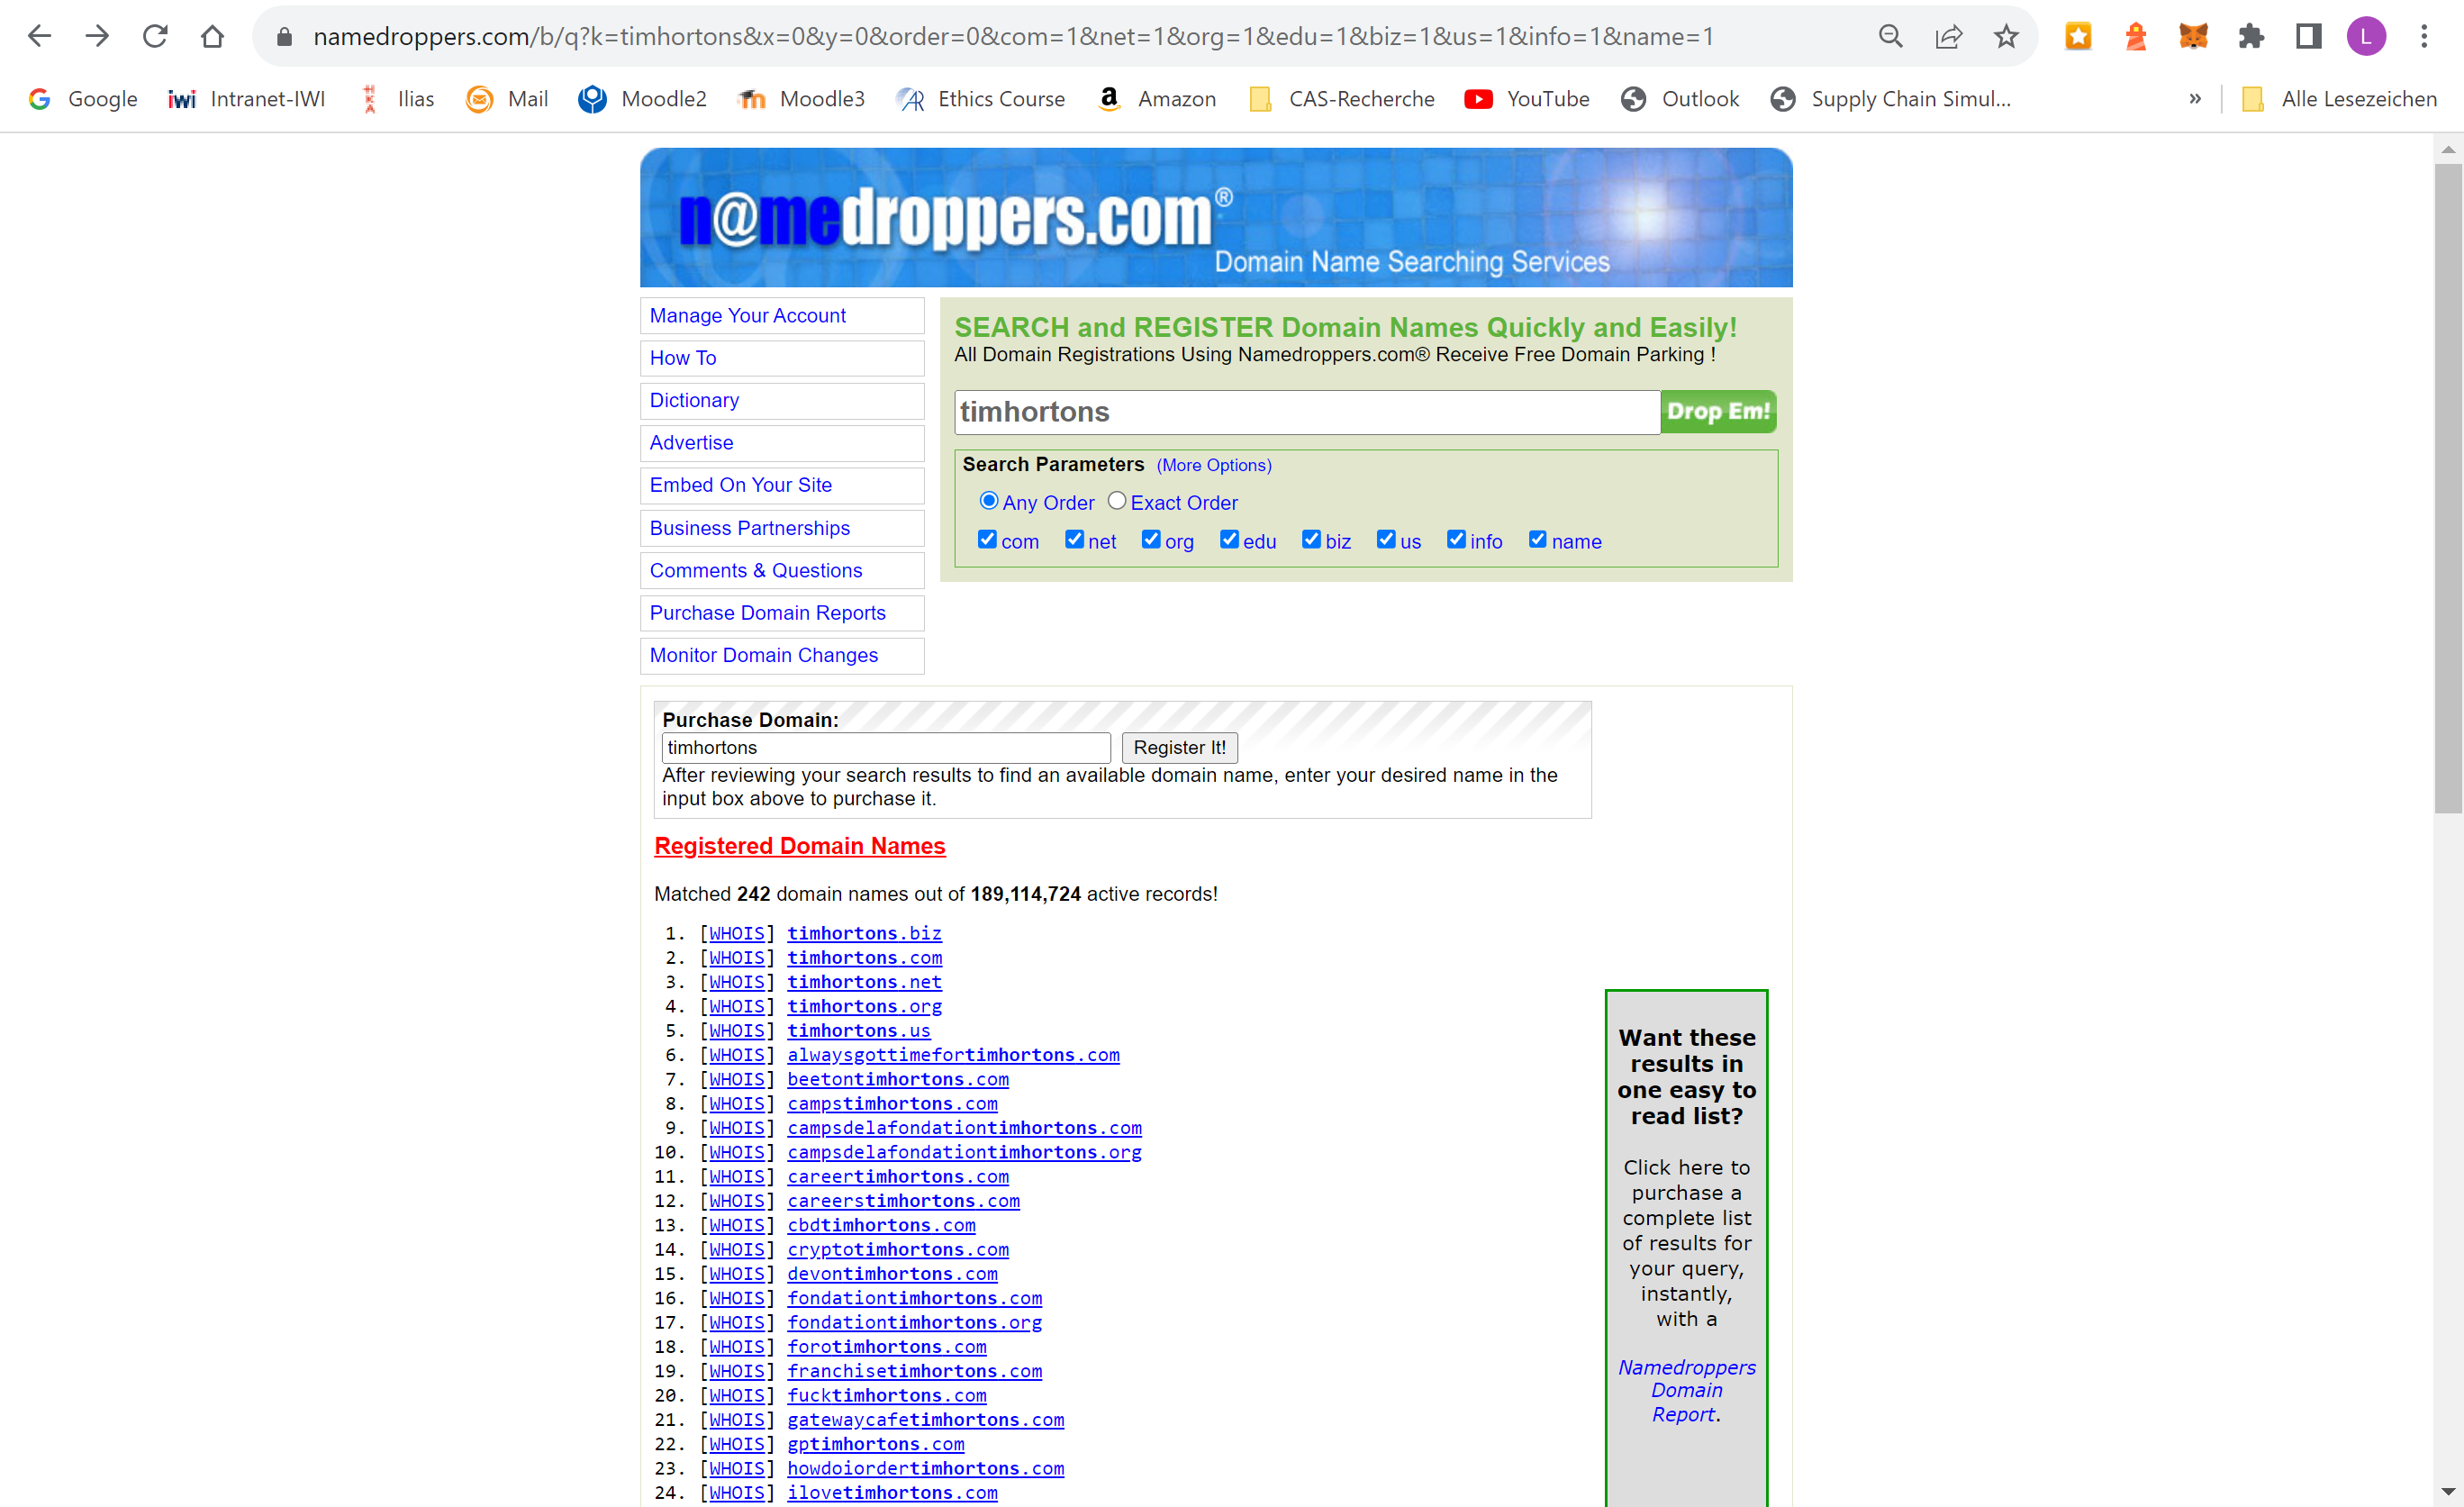 namedroppers.com/b/q?k=timhortons&x=0&y=0&order=0&com=1&net=1&org=1&edu=1&biz=1&us=1&info=1&name=1
L
Google iwi Intranet-IWI HKA Ilias Mail Moodle2 Moodle3 Ethics Course Amazon CAS-Recherche YouTube Outlook Supply Chain Simul... » Alle Lesezeichen
n@medroppers.com®
Domain Name Searching Services
Manage Your Account
How To
Dictionary
Advertise
Embed On Your Site
Business Partnerships
Comments & Questions
Purchase Domain Reports
Monitor Domain Changes
SEARCH and REGISTER Domain Names Quickly and Easily!
All Domain Registrations Using Namedroppers.com® Receive Free Domain Parking !
timhortons Drop Em!
Search Parameters (More Options)
Any Order Exact Order
com net org edu biz us info name
Purchase Domain:
timhortons Register It!
After reviewing your search results to find an available domain name, enter your desired name in the
input box above to purchase it.
Registered Domain Names
Matched 242 domain names out of 189,114,724 active records!
1. [WHOIS] timhortons.biz
2. [WHOIS] timhortons.com
3. [WHOIS] timhortons.net
4. [WHOIS] timhortons.org
5. [WHOIS] timhortons.us
6. [WHOIS] alwaysgottimefortimhortons.com
7. [WHOIS] beetontimhortons.com
8. [WHOIS] campstimhortons.com
9. [WHOIS] campsdelafondationtimhortons.com
10. [WHOIS] campsdelafondationtimhortons.org
11. [WHOIS] careertimhortons.com
12. [WHOIS] careerstimhortons.com
13. [WHOIS] cbdtimhortons.com
14. [WHOIS] cryptotimhortons.com
15. [WHOIS] devontimhortons.com
16. [WHOIS] fondationtimhortons.com
17. [WHOIS] fondationtimhortons.org
18. [WHOIS] forotimhortons.com
19. [WHOIS] franchisetimhortons.com
20. [WHOIS] fucktimhortons.com
21. [WHOIS] gatewaycafetimhortons.com
22. [WHOIS] gptimhortons.com
23. [WHOIS] howdoiordertimhortons.com
24. [WHOIS] ilovetimhortons.com
Want these
results in
one easy to
read list?
Click here to
purchase a
complete list
of results for
your query,
instantly,
with a
Namedroppers
Domain
Report.